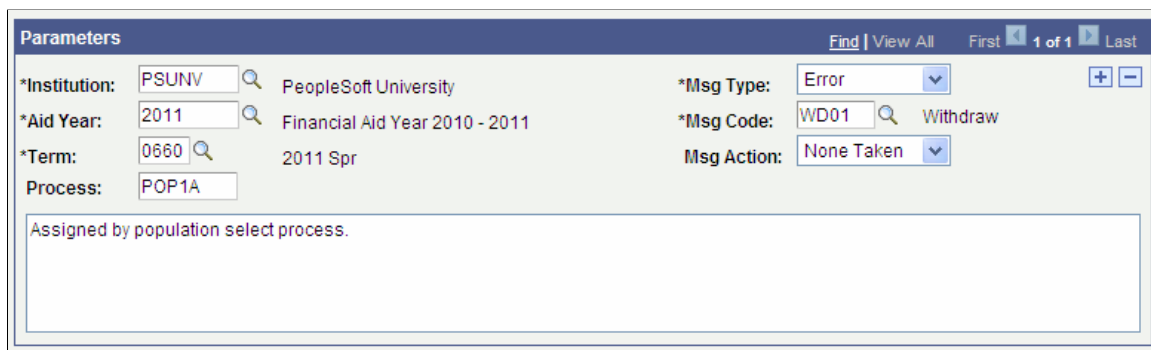 Parameters Find | View All First 1 of 1 Last
*Institution: PSUNV PeopleSoft University *Msg Type: Error
*Aid Year: 2011 Financial Aid Year 2010 - 2011 *Msg Code: WD01 Withdraw
*Term: 0660 2011 Spr Msg Action: None Taken
Process: POP1A
Assigned by population select process.